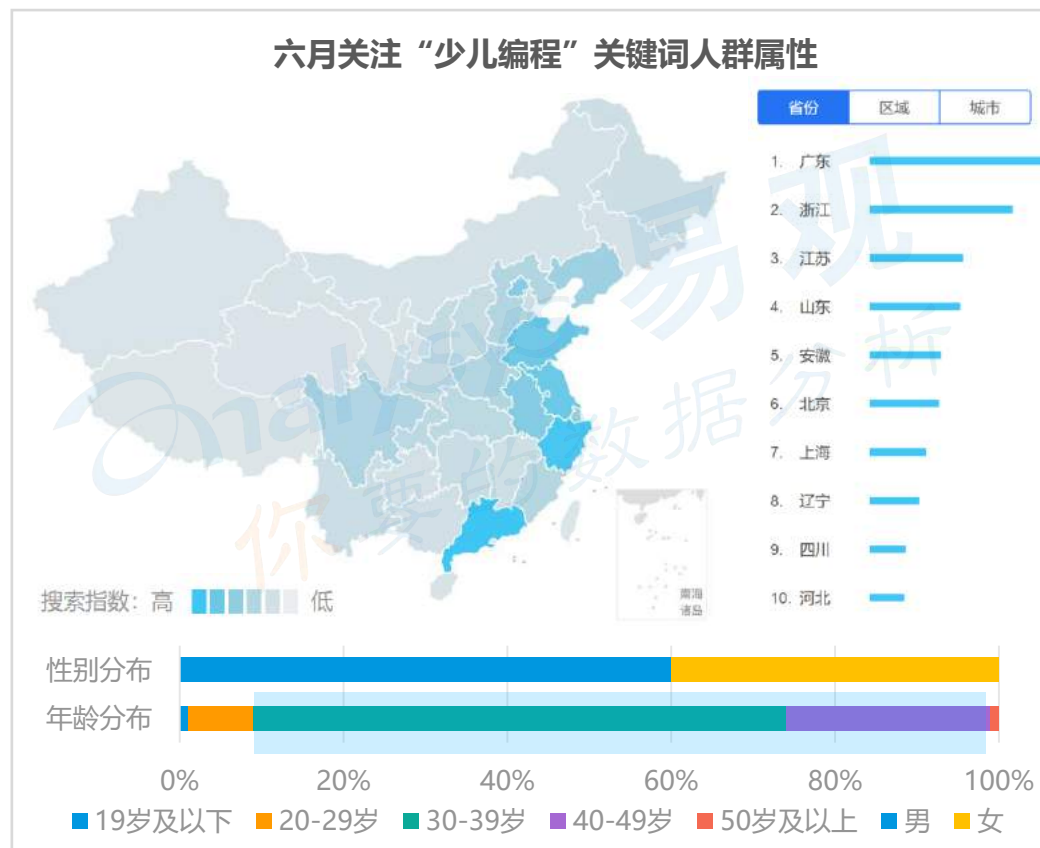 六月关注“少儿编程”关键词人群属性
省份 区域 城市
1. 广东
2. 浙江
3. 江苏
4. 山东
5. 安徽
6. 北京
7. 上海
8. 辽宁
9. 四川
10. 河北
南海
诸岛
搜索指数：高 低
nalysys 易观
你要的数据分析
性别分布
年龄分布
0% 20% 40% 60% 80% 100%
19岁及以下 20-29岁 30-39岁 40-49岁 50岁及以上 男 女